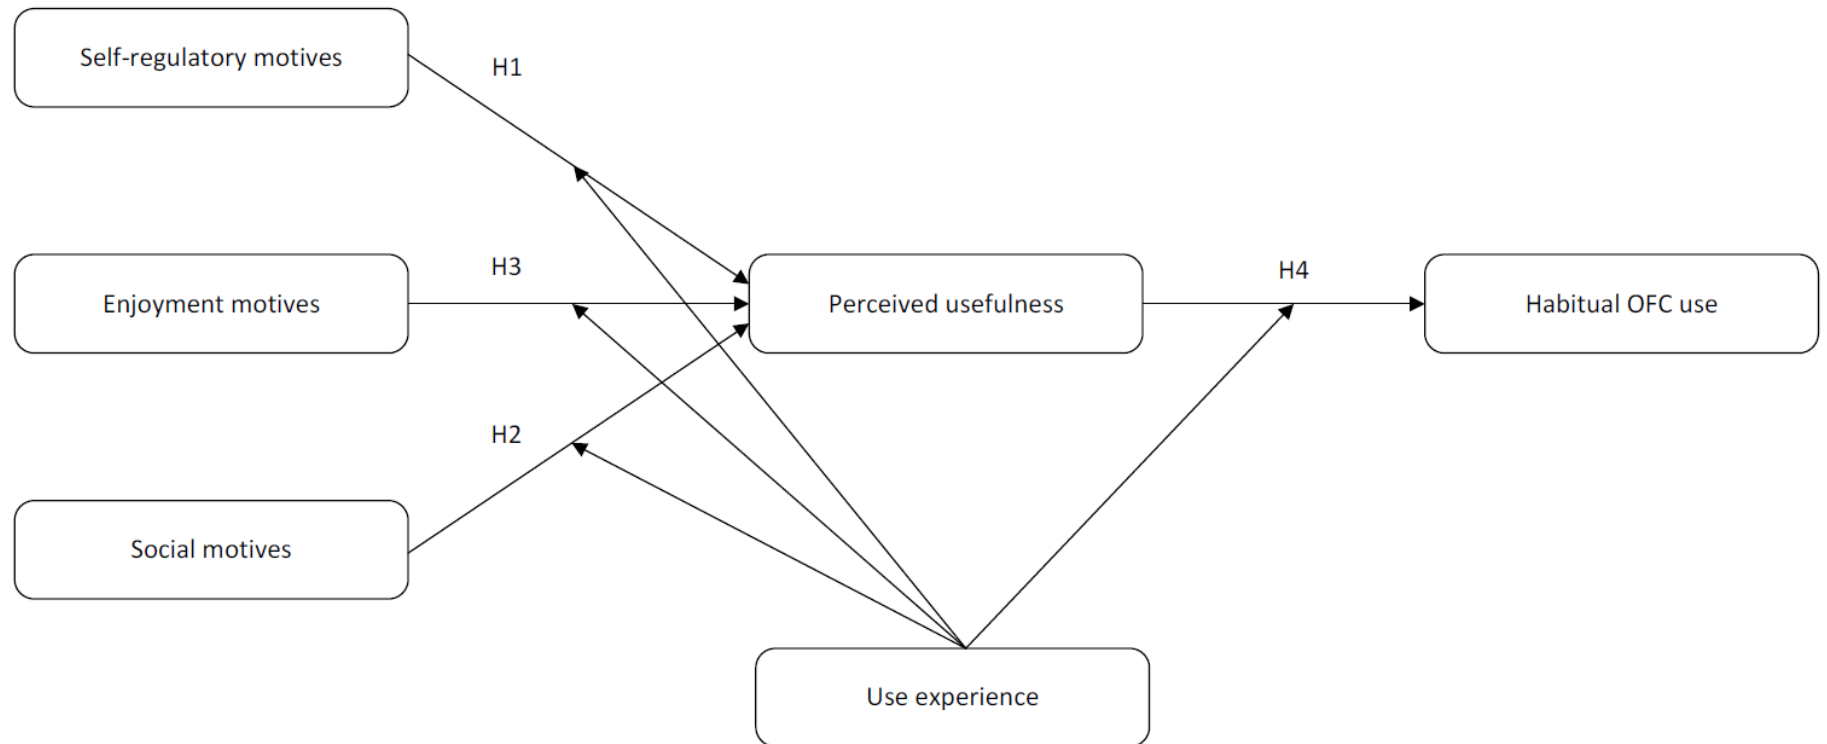 Self-regulatory motives
H1
Enjoyment motives
H3
Perceived usefulness
H4
Habitual OFC use
H2
Social motives
Use experience